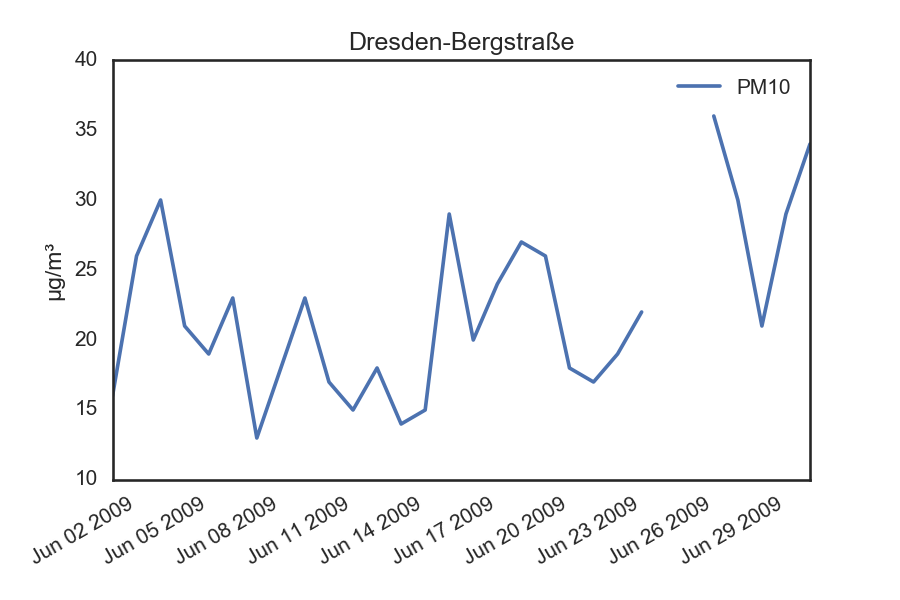 Dresden-Bergstraße
40
35
30
25
20
15
10
µg/m³
PM10
Jun 02 2009
Jun 05 2009
Jun 08 2009
Jun 11 2009
Jun 14 2009
Jun 17 2009
Jun 20 2009
Jun 23 2009
Jun 26 2009
Jun 29 2009